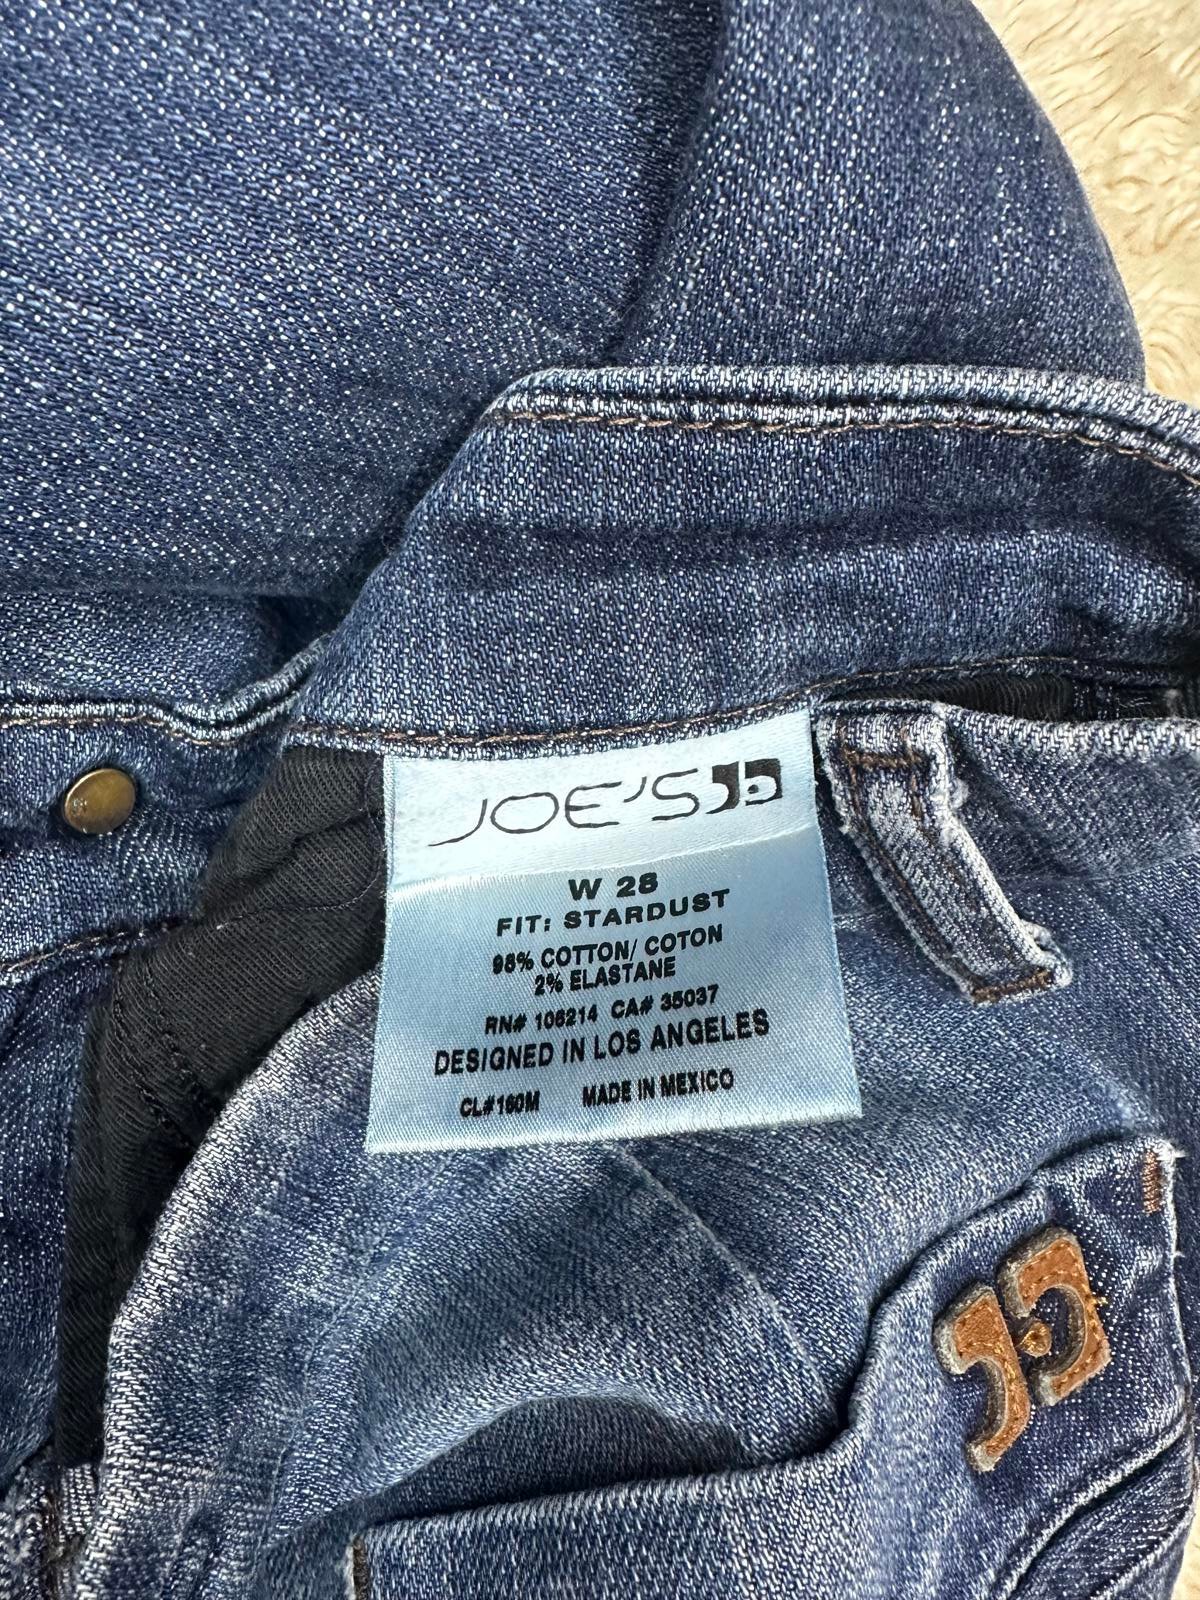 JOE'S
W 28
FIT: STARDUST
98% COTTON/ COTON
2% ELASTANE
RN# 106214 CA# 35037
DESIGNED IN LOS ANGELES
CL# 160M MADE IN MEXICO